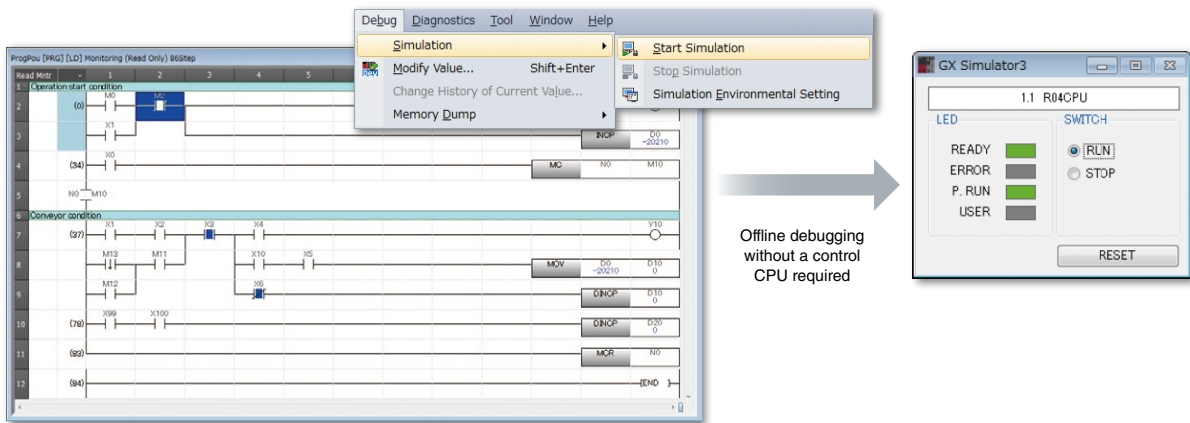 Debug Diagnostics Tool Window Help
Simulation
Modify Value... Shift+Enter
Change History of Current Value...
Memory Dump
Start Simulation
Stop Simulation
Simulation Environmental Setting
ProgPou [PRG] [LD] Monitoring (Read Only) 86Step
Read Mntr 1 2 3 4 5
1 Operation start condition
2 (0) M0 M2
3 X1 INCP D0
-20210
4 (34) X0 MC N0 M10
5 N0 M10
6 Conveyor condition
7 (37) X1 X2 X3 X4 Y10
8 M13 M11 X10 X5 MOV D0 D10
-20210 0
9 M12 X6 DINCP D10
0
10 (78) X99 X100 DINCP D20
0
11 (83) MCR N0
12 (84) END
Offline debugging
without a control
CPU required
GX Simulator3
1.1 R04CPU
LED SWITCH
READY RUN
ERROR STOP
P. RUN
USER
RESET